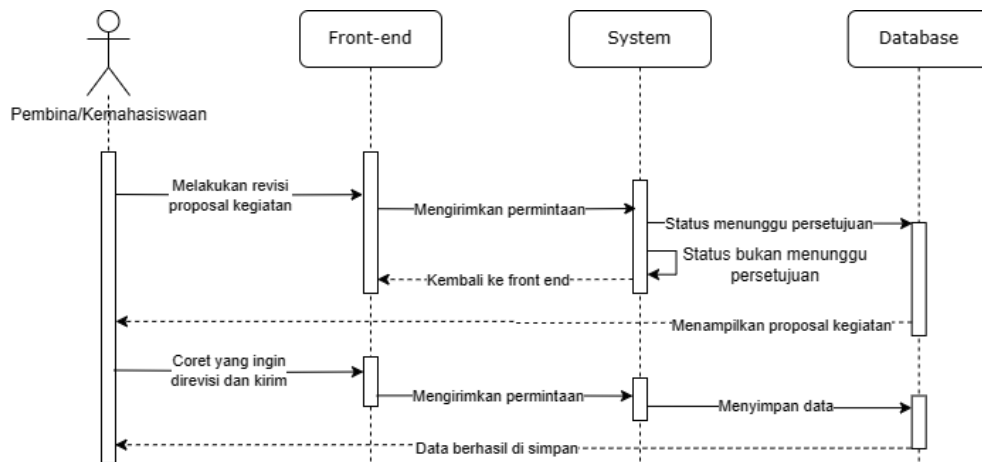 Front-end
System
Database
Pembina/Kemahasiswaan
Melakukan revisi
proposal kegiatan
Mengirimkan permintaan
Status menunggu persetujuan
Status bukan menunggu
persetujuan
Kembali ke front end
Menampilkan proposal kegiatan
Coret yang ingin
direvisi dan kirim
Mengirimkan permintaan
Menyimpan data
Data berhasil di simpan